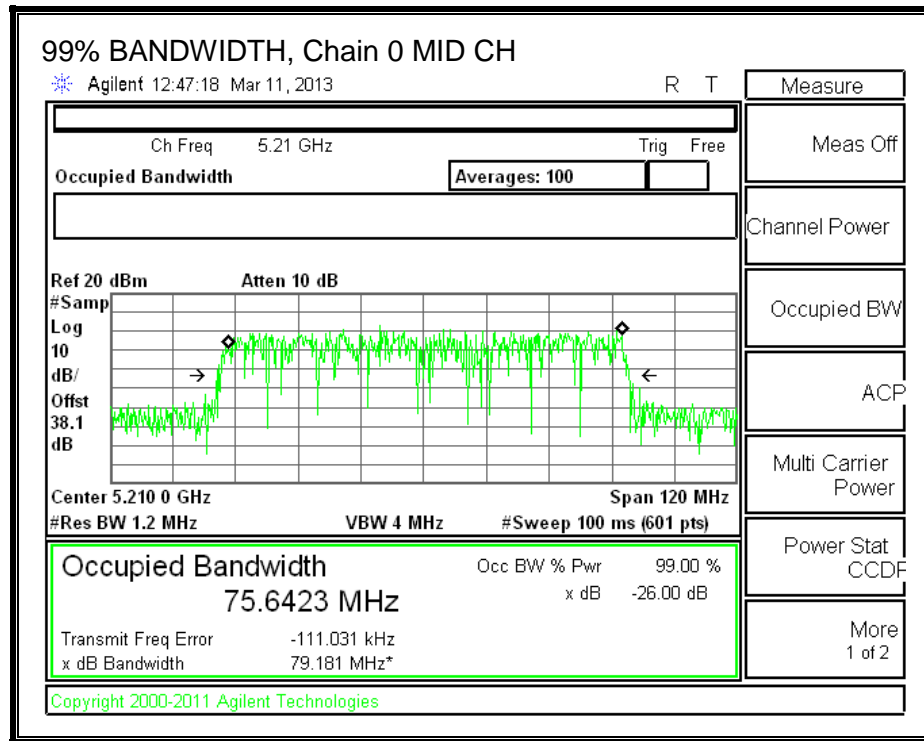 99% BANDWIDTH, Chain 0 MID CH
Agilent 12:47:18 Mar 11, 2013 R T
Measure
Ch Freq 5.21 GHz Trig Free
Meas Off
Occupied Bandwidth Averages: 100
Channel Power
Ref 20 dBm Atten 10 dB
#Samp
Log
10
dB/
Offst
38.1
dB
Occupied BW
ACP
Multi Carrier
Power
Center 5.210 0 GHz Span 120 MHz
#Res BW 1.2 MHz VBW 4 MHz #Sweep 100 ms (601 pts)
Power Stat
CCDF
Occupied Bandwidth Occ BW % Pwr 99.00 %
75.6423 MHz x dB -26.00 dB
Transmit Freq Error -111.031 kHz
x dB Bandwidth 79.181 MHz*
More
1 of 2
Copyright 2000-2011 Agilent Technologies